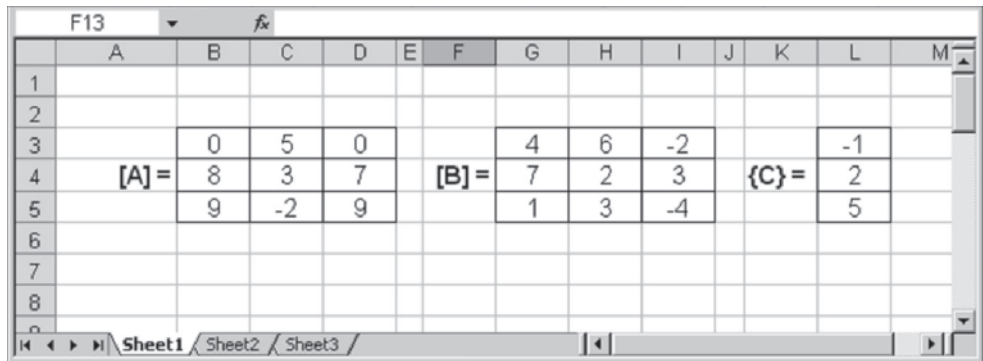 F13 fx
A B C D E F G H I J K L M
1
2
3 0 5 0 4 6 -2 -1
4 [A] = 8 3 7 [B] = 7 2 3 {C} = 2
5 9 -2 9 1 3 -4 5
6
7
8
Sheet1 Sheet2 Sheet3